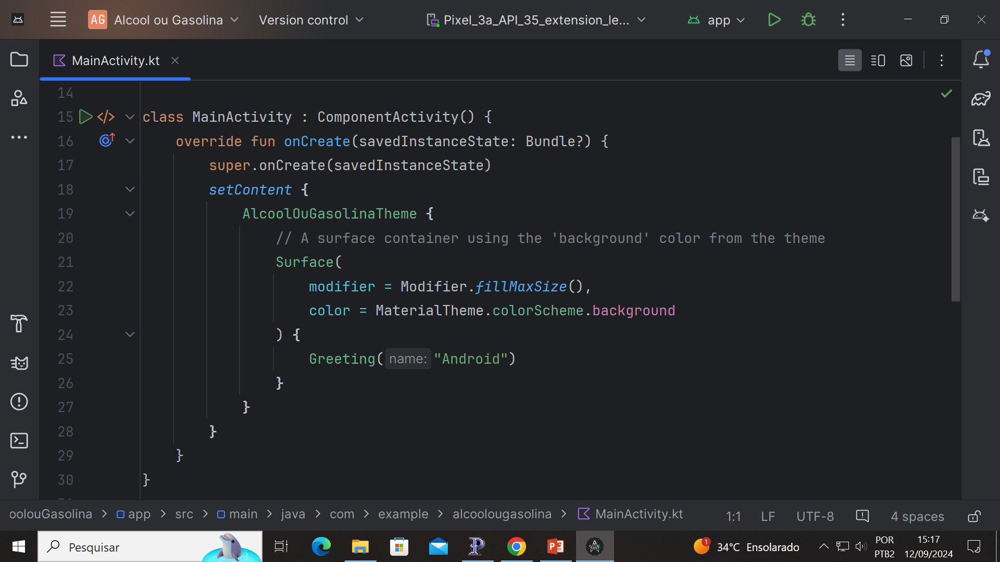 AG Alcool ou Gasolina Version control Pixel_3a_API_35_extension_le... app
MainActivity.kt
14
15 class MainActivity : ComponentActivity() {
16 override fun onCreate(savedInstanceState: Bundle?) {
17 super.onCreate(savedInstanceState)
18 setContent {
19 AlcoolOuGasolinaTheme {
20 // A surface container using the 'background' color from the theme
21 Surface(
22 modifier = Modifier.fillMaxSize(),
23 color = MaterialTheme.colorScheme.background
24 ) {
25 Greeting( name: "Android")
26 }
27 }
28 }
29 }
30 }
oolouGasolina > app > src > main > java > com > example > alcoolougasolina > MainActivity.kt 1:1 LF UTF-8 4 spaces
Pesquisar 1 34°C Ensolarado POR 15:17
PTB2 12/09/2024